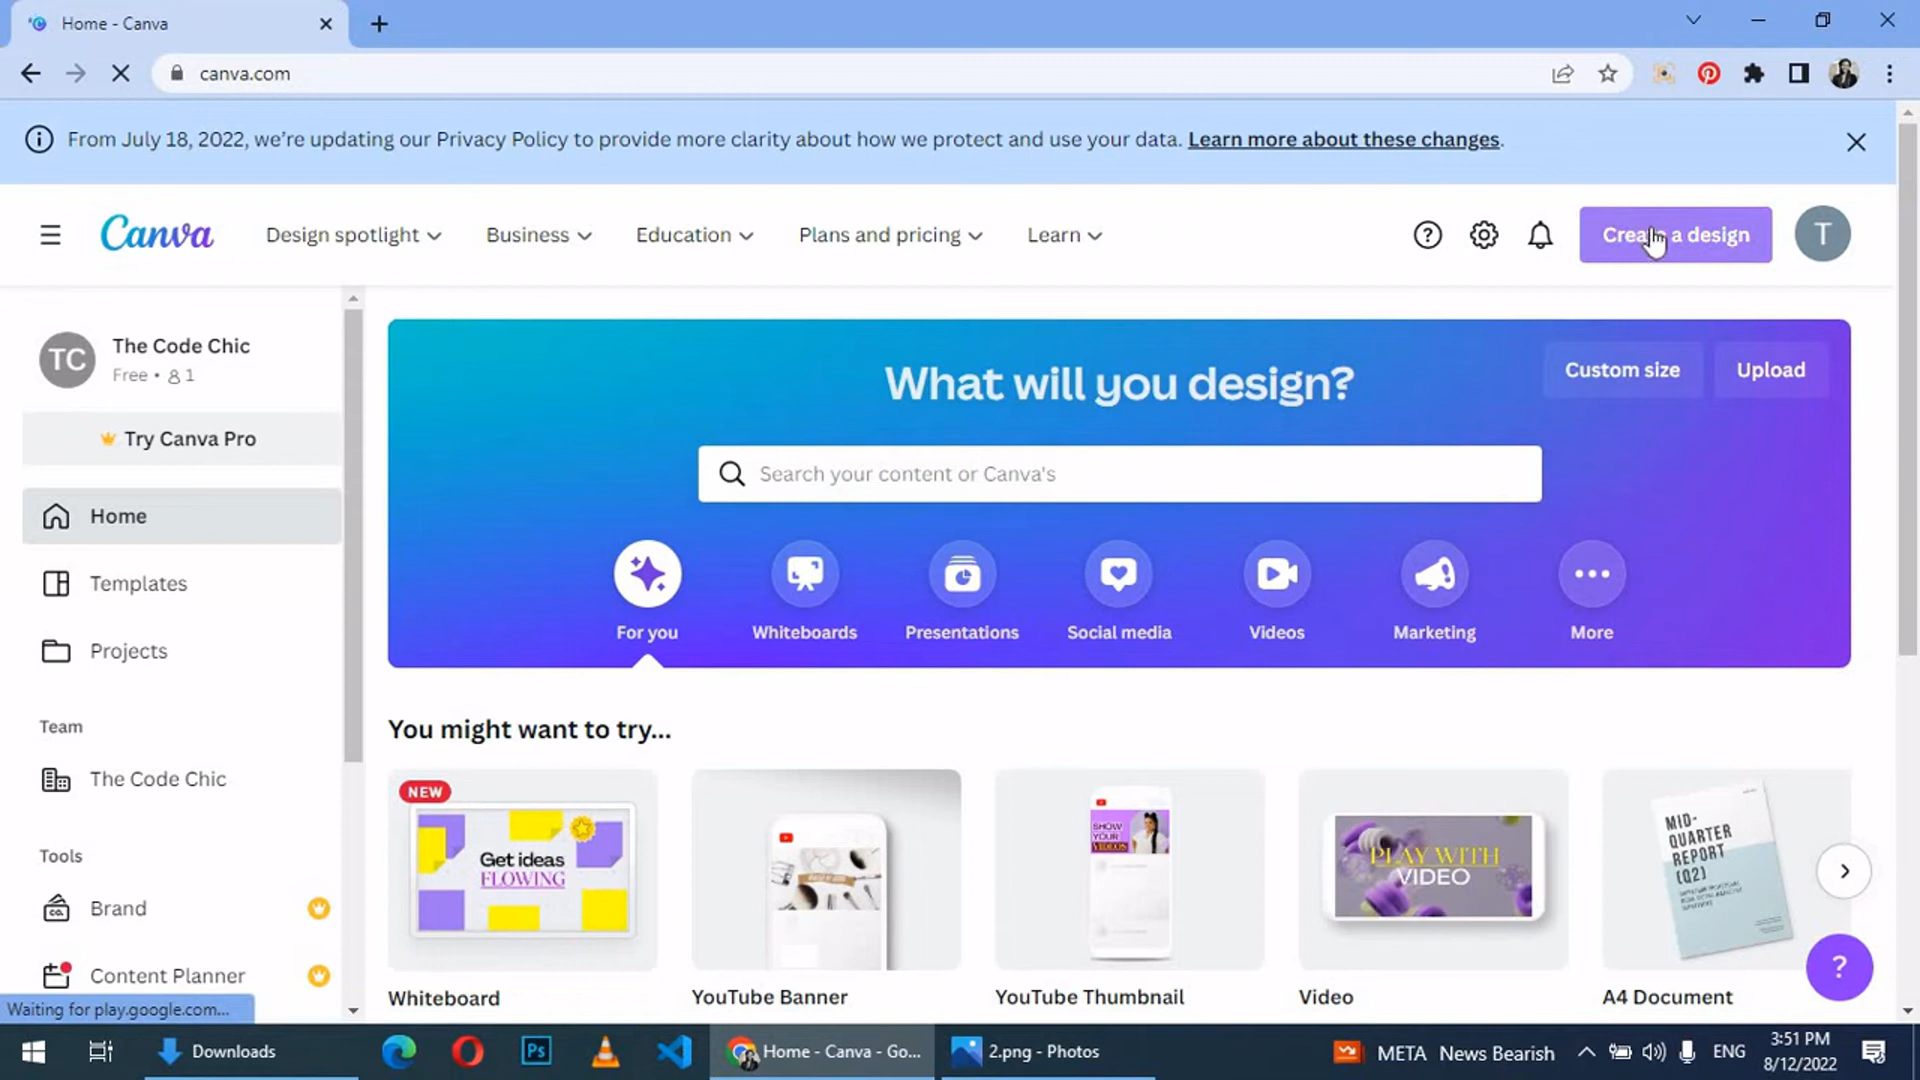 Home - Canva
canva.com
From July 18, 2022, we're updating our Privacy Policy to provide more clarity about how we protect and use your data. Learn more about these changes.
Canva
Design spotlight
Business
Education
Plans and pricing
Learn
Create a design
T
TC
The Code Chic
Free • 1
Try Canva Pro
Home
Templates
Projects
Team
The Code Chic
Tools
Brand
Content Planner
Waiting for play.google.com...
What will you design?
Custom size
Upload
Search your content or Canva's
For you
Whiteboards
Presentations
Social media
Videos
Marketing
More
You might want to try...
NEW
Get ideas
FLOWING
Whiteboard
YouTube Banner
SHOW
YOUR
VIDEOS
YouTube Thumbnail
PLAY WITH
VIDEO
Video
MID-
QUARTER
REPORT
(Q2)
A4 Document
?
Downloads
Ps
Home - Canva - Go...
2.png - Photos
META News Bearish
ENG
3:51 PM
8/12/2022